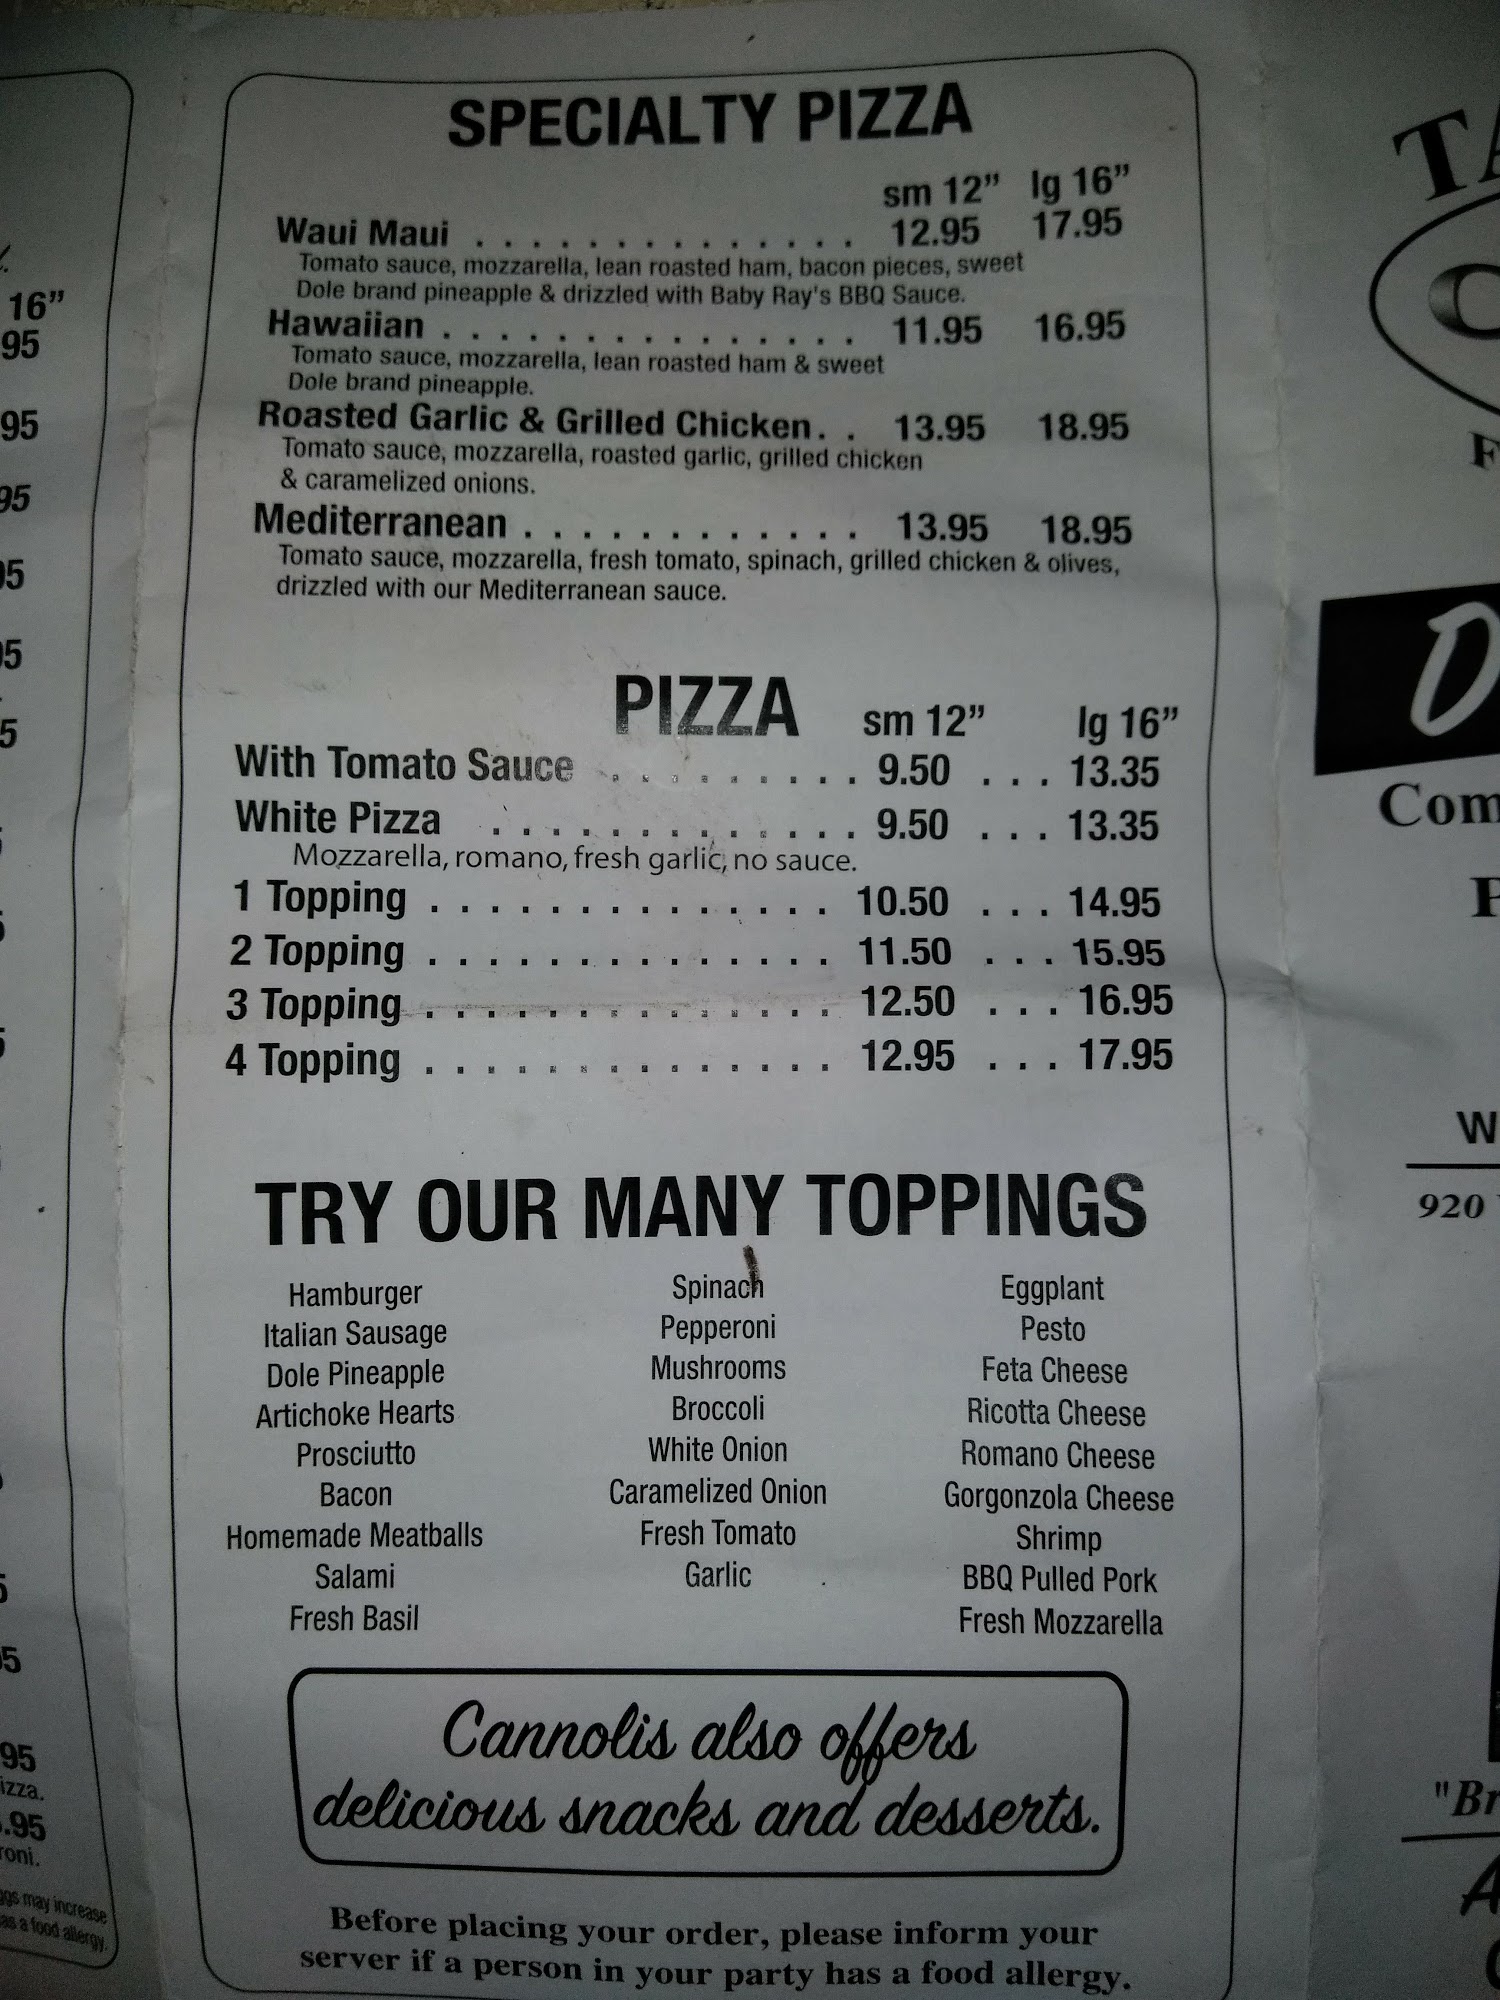 SPECIALTY PIZZA
sm 12” lg 16”
Waui Maui . . . . . . . . . . . . . . 12.95 17.95
Tomato sauce, mozzarella, lean roasted ham, bacon pieces, sweet
Dole brand pineapple & drizzled with Baby Ray's BBQ Sauce.
Hawaiian . . . . . . . . . . . . . . . 11.95 16.95
Tomato sauce, mozzarella, lean roasted ham & sweet
Dole brand pineapple.
Roasted Garlic & Grilled Chicken. . 13.95 18.95
Tomato sauce, mozzarella, roasted garlic, grilled chicken
& caramelized onions.
Mediterranean . . . . . . . . . . . . 13.95 18.95
Tomato sauce, mozzarella, fresh tomato, spinach, grilled chicken & olives,
drizzled with our Mediterranean sauce.
PIZZA sm 12” lg 16”
With Tomato Sauce . . . . . . . . . 9.50 . . . 13.35
White Pizza . . . . . . . . . . . . . 9.50 . . . 13.35
Mozzarella, romano, fresh garlic, no sauce.
1 Topping . . . . . . . . . . . . . . 10.50 . . . 14.95
2 Topping . . . . . . . . . . . . . . 11.50 . . . 15.95
3 Topping . . . . . . . . . . . . . . 12.50 . . . 16.95
4 Topping . . . . . . . . . . . . . . 12.95 . . . 17.95
TRY OUR MANY TOPPINGS
Hamburger
Italian Sausage
Dole Pineapple
Artichoke Hearts
Prosciutto
Bacon
Homemade Meatballs
Salami
Fresh Basil
Spinach
Pepperoni
Mushrooms
Broccoli
White Onion
Caramelized Onion
Fresh Tomato
Garlic
Eggplant
Pesto
Feta Cheese
Ricotta Cheese
Romano Cheese
Gorgonzola Cheese
Shrimp
BBQ Pulled Pork
Fresh Mozzarella
Cannolis also offers
delicious snacks and desserts.
Before placing your order, please inform your
server if a person in your party has a food allergy.
16”
95
95
95
may increase
as a food allergy.
920